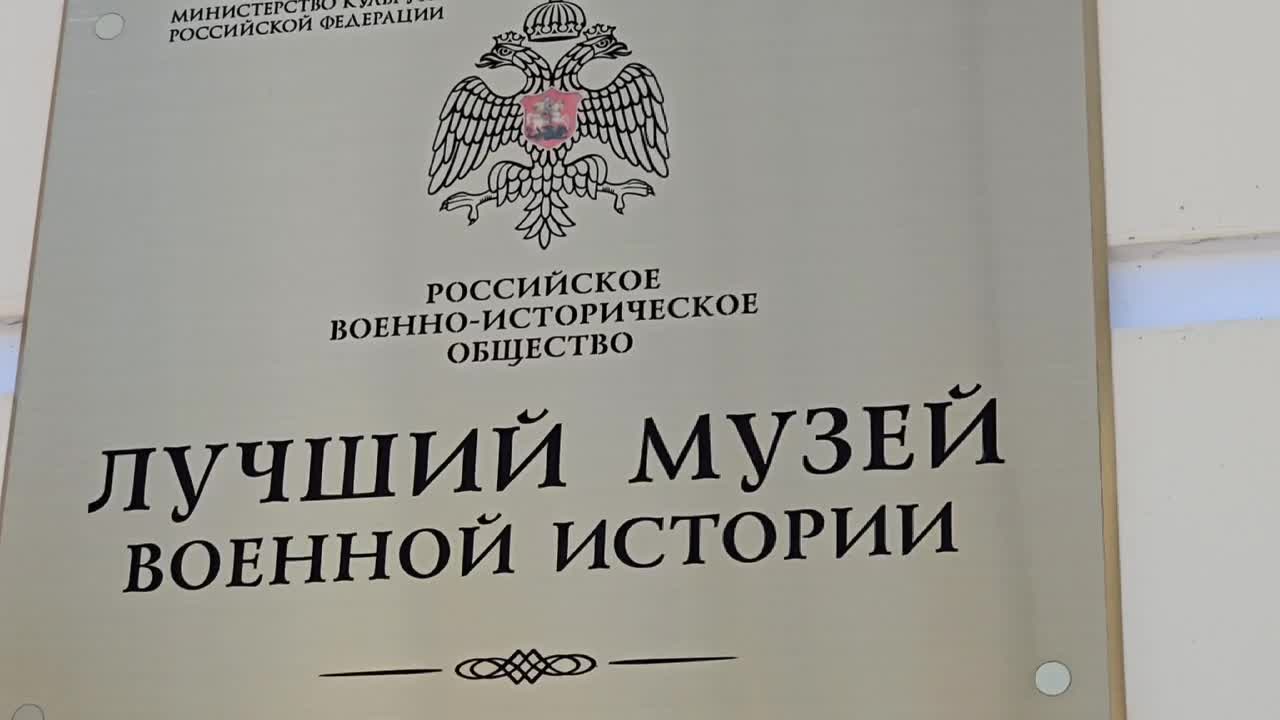 МИНИСТЕРСТВО
РОССИЙСКОЙ ФЕДЕРАЦИИ
РОССИЙСКОЕ
ВОЕННО-ИСТОРИЧЕСКОЕ
ОБЩЕСТВО
ЛУЧШИЙ МУЗЕЙ
ВОЕННОЙ ИСТОРИИ